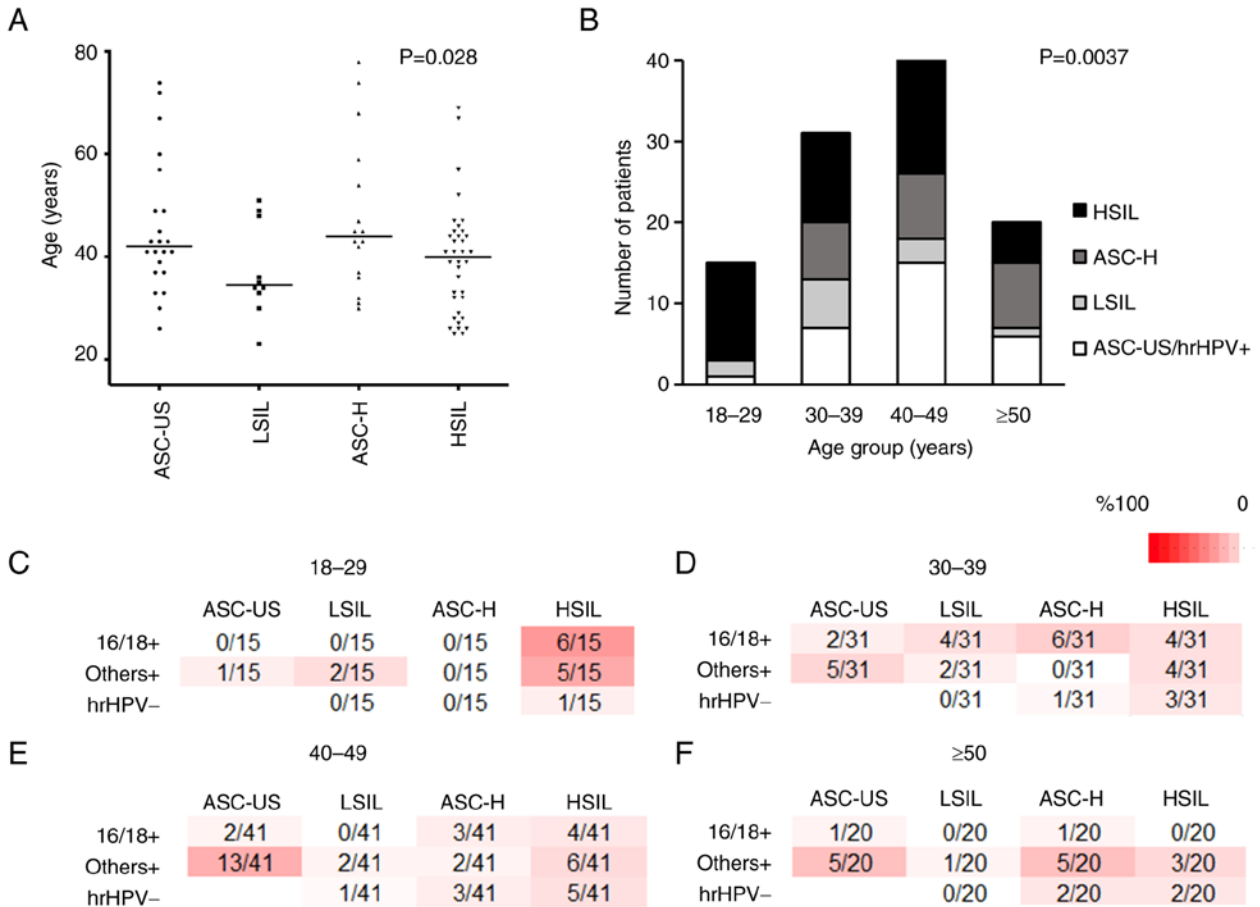 A
P=0.028
80
60
40
20
Age (years)
ASC-US
LSIL
ASC-H
HSIL
B
P=0.0037
40
30
20
10
0
Number of patients
18–29 30–39 40–49 ≥50
Age group (years)
HSIL
ASC-H
LSIL
ASC-US/hrHPV+
%100 0
C
18–29
ASC-US LSIL ASC-H HSIL
16/18+ 0/15 0/15 0/15 6/15
Others+ 1/15 2/15 0/15 5/15
hrHPV– 0/15 0/15 1/15
D
30–39
ASC-US LSIL ASC-H HSIL
16/18+ 2/31 4/31 6/31 4/31
Others+ 5/31 2/31 0/31 4/31
hrHPV– 0/31 1/31 3/31
E
40–49
ASC-US LSIL ASC-H HSIL
16/18+ 2/41 0/41 3/41 4/41
Others+ 13/41 2/41 2/41 6/41
hrHPV– 1/41 3/41 5/41
F
≥50
ASC-US LSIL ASC-H HSIL
16/18+ 1/20 0/20 1/20 0/20
Others+ 5/20 1/20 5/20 3/20
hrHPV– 0/20 2/20 2/20